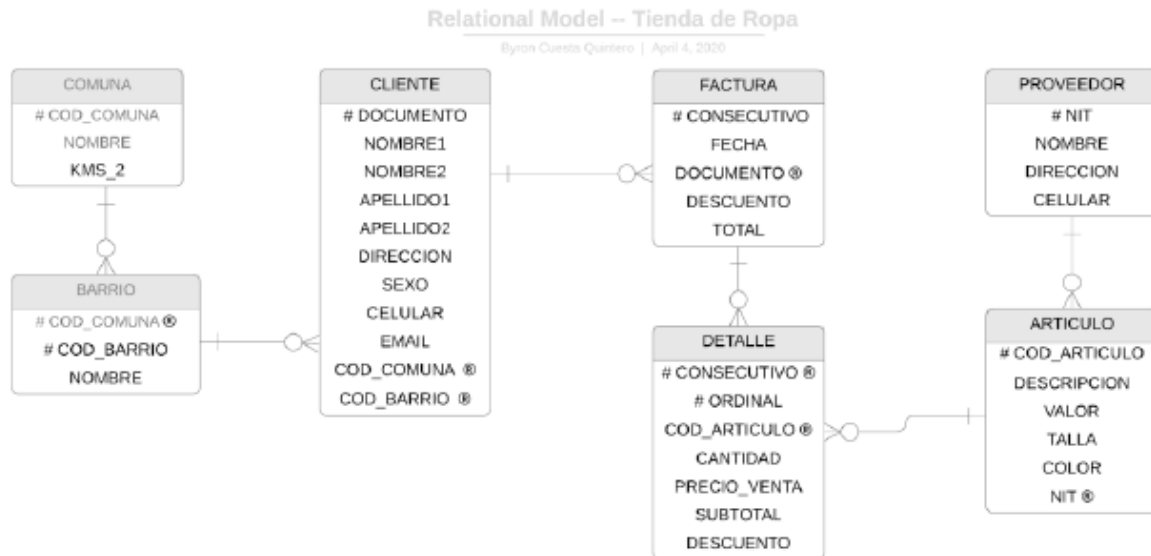 Relational Model -- Tienda de Ropa
Byron Cuesta Quintero | April 4, 2020
COMUNA
# COD_COMUNA
NOMBRE
KMS_2
BARRIO
# COD_COMUNA ®
# COD_BARRIO
NOMBRE
CLIENTE
# DOCUMENTO
NOMBRE1
NOMBRE2
APELLIDO1
APELLIDO2
DIRECCION
SEXO
CELULAR
EMAIL
COD_COMUNA ®
COD_BARRIO ®
FACTURA
# CONSECUTIVO
FECHA
DOCUMENTO ®
DESCUENTO
TOTAL
DETALLE
# CONSECUTIVO ®
# ORDINAL
COD_ARTICULO ®
CANTIDAD
PRECIO_VENTA
SUBTOTAL
DESCUENTO
PROVEEDOR
# NIT
NOMBRE
DIRECCION
CELULAR
ARTICULO
# COD_ARTICULO
DESCRIPCION
VALOR
TALLA
COLOR
NIT ®